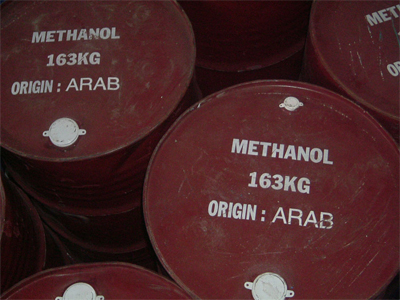 METHANOL
163KG
ORIGIN : ARAB
METHANOL
163KG
ORIGIN : ARAB